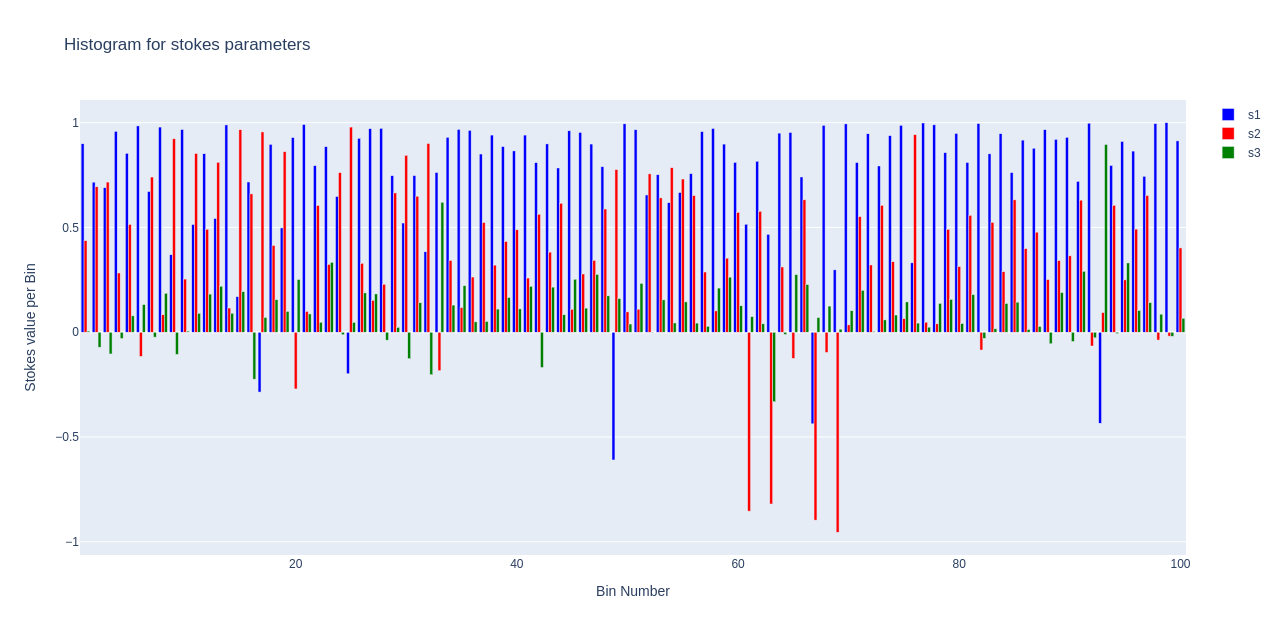 Histogram for stokes parameters
s1
s2
s3
1
0.5
0
−0.5
−1
Stokes value per Bin
20 40 60 80 100
Bin Number